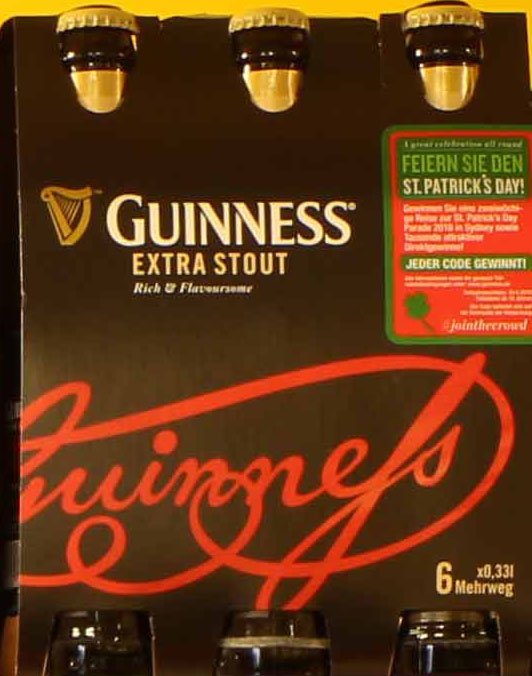 A great celebration all round
FEIERN SIE DEN
ST. PATRICK'S DAY!
Gewinnen Sie eine zweiwöchi-
ge Reise zur St. Patrick's Day
Parade 2016 in Sydney sowie
Tausende attraktiver
Direktgewinne!
JEDER CODE GEWINNT!
#jointhecrowd
GUINNESS®
EXTRA STOUT
Rich & Flavoursome
Guinness
6 x0,33l
Mehrweg